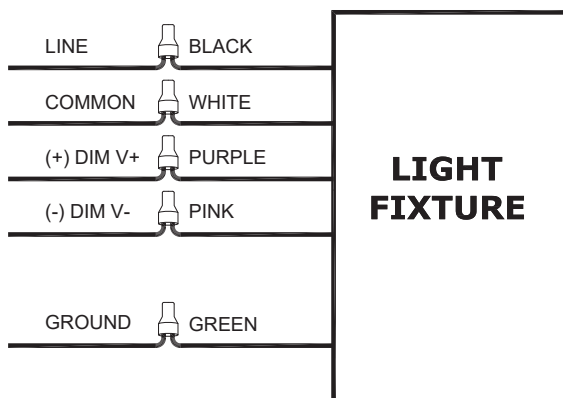 LINE BLACK
COMMON WHITE
(+) DIM V+ PURPLE
(-) DIM V- PINK
GROUND GREEN
LIGHT
FIXTURE